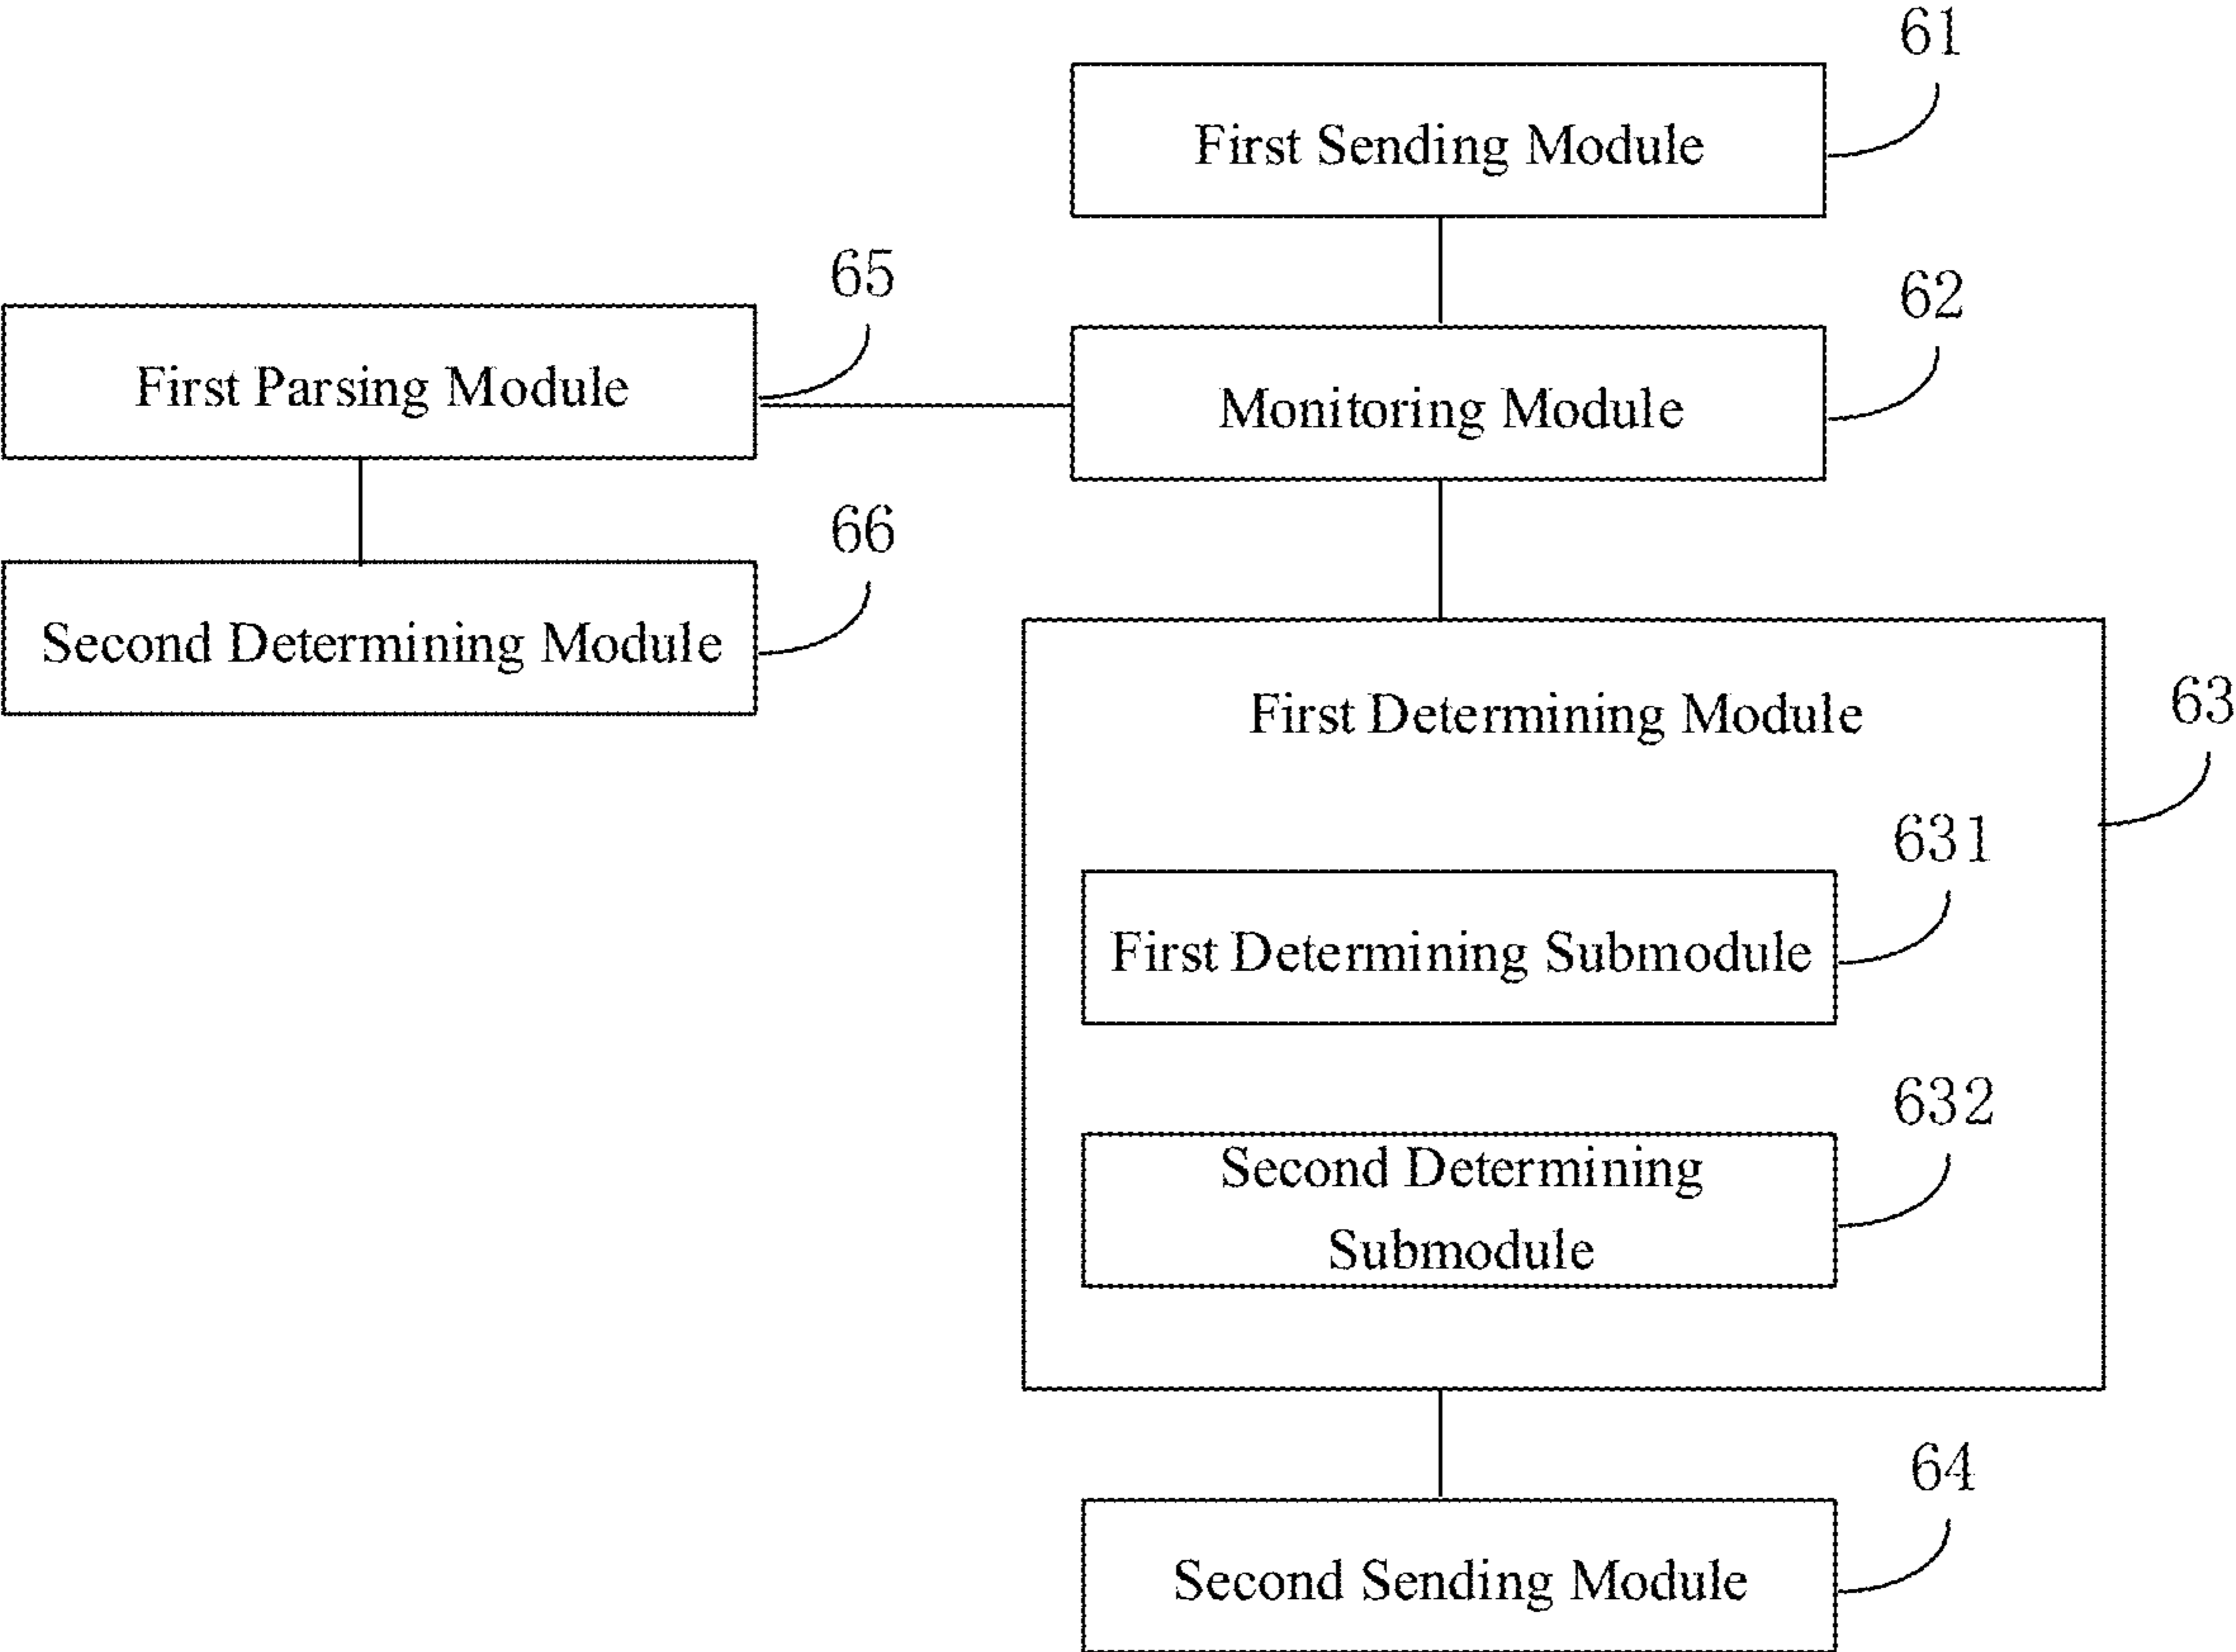 61
First Sending Module
65
62
First Parsing Module
Monitoring Module
66
Second Determining Module
63
First Determining Module
631
First Determining Submodule
632
Second Determining
Submodule
64
Second Sending Module